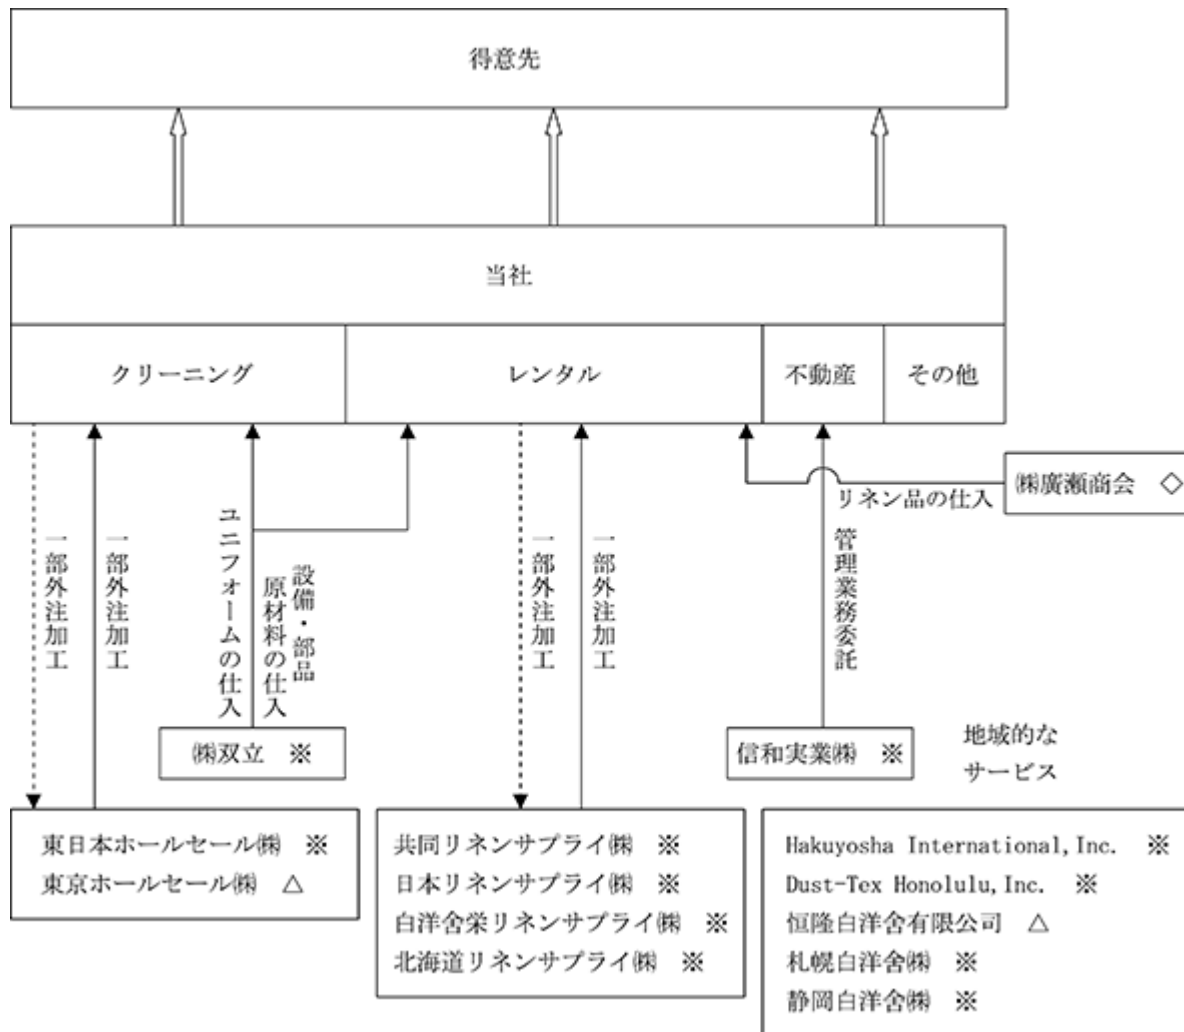 得意先
当社
クリーニング
レンタル
不動産
その他
㈱廣瀬商会 ◇
リネン品の仕入
一部外注加工
一部外注加工
ユニフォームの仕入
設備・部品
原材料の仕入
一部外注加工
一部外注加工
管理業務委託
㈱双立 ※
信和実業㈱ ※
地域的な
サービス
東日本ホールセール㈱ ※
東京ホールセール㈱ △
共同リネンサプライ㈱ ※
日本リネンサプライ㈱ ※
白洋舍栄リネンサプライ㈱ ※
北海道リネンサプライ㈱ ※
Hakuyosha International,Inc. ※
Dust-Tex Honolulu,Inc. ※
恒隆白洋舍有限公司 △
札幌白洋舍㈱ ※
静岡白洋舍㈱ ※